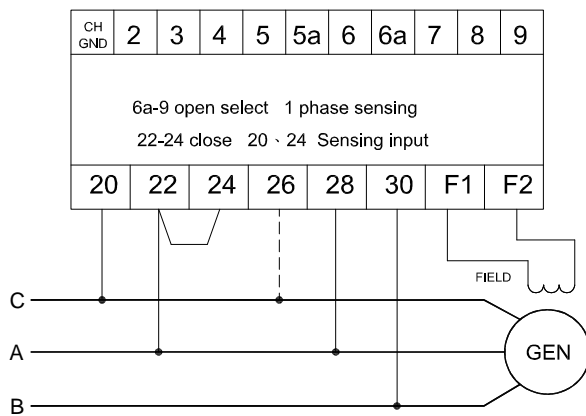 CH GND 2 3 4 5 5a 6 6a 7 8 9
6a-9 open select 1 phase sensing
22-24 close 20、24 Sensing input
20 22 24 26 28 30 F1 F2
FIELD
C
A
GEN
B